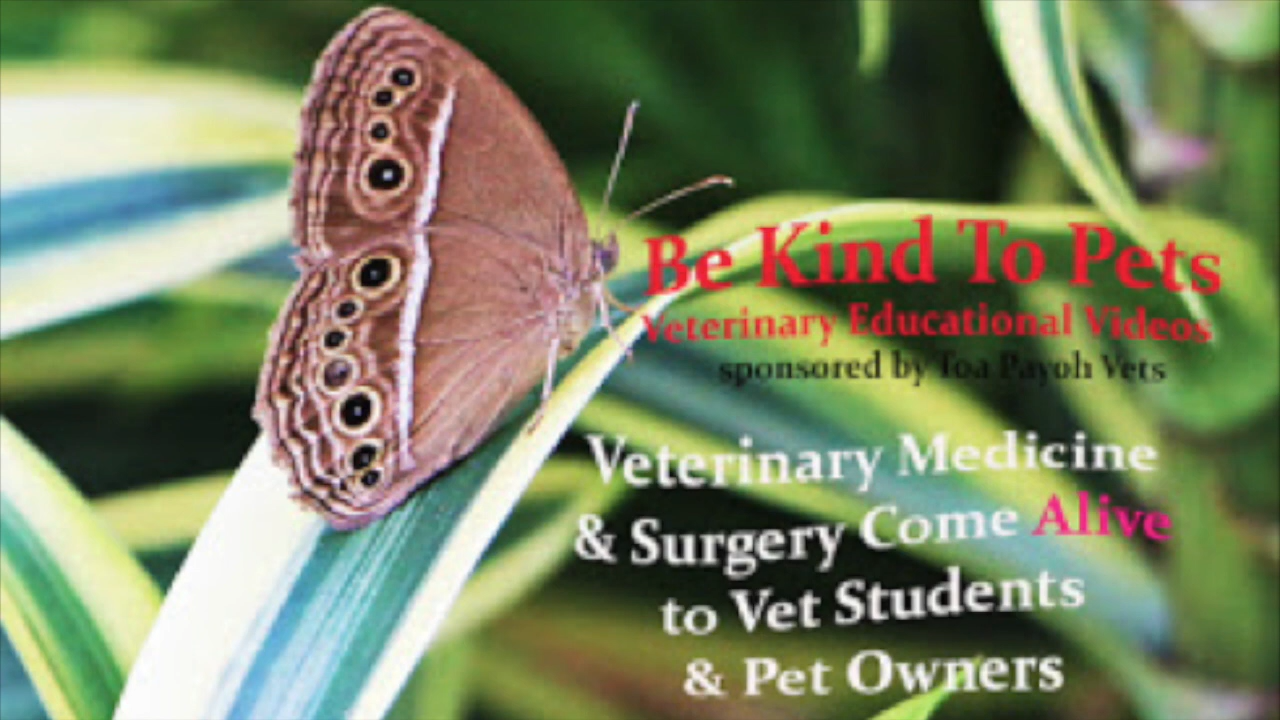 Be Kind To Pets
Veterinary Educational Videos
sponsored by Toa Payoh Vets
Veterinary Medicine
& Surgery Come Alive
to Vet Students
& Pet Owners